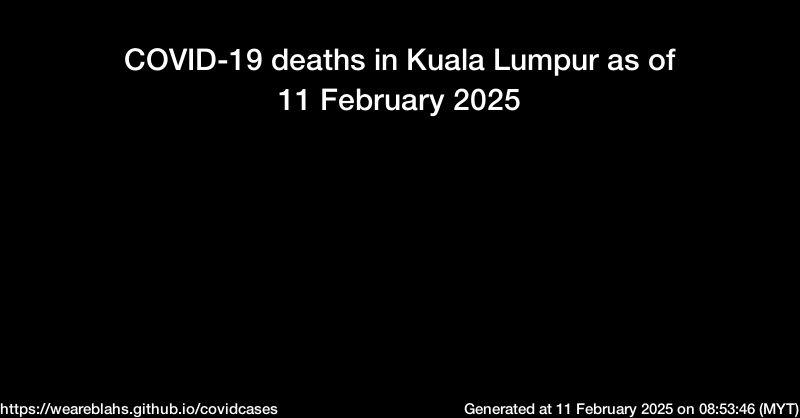 COVID-19 deaths in Kuala Lumpur as of
11 February 2025
https://weareblahs.github.io/covidcases
Generated at 11 February 2025 on 08:53:46 (MYT)